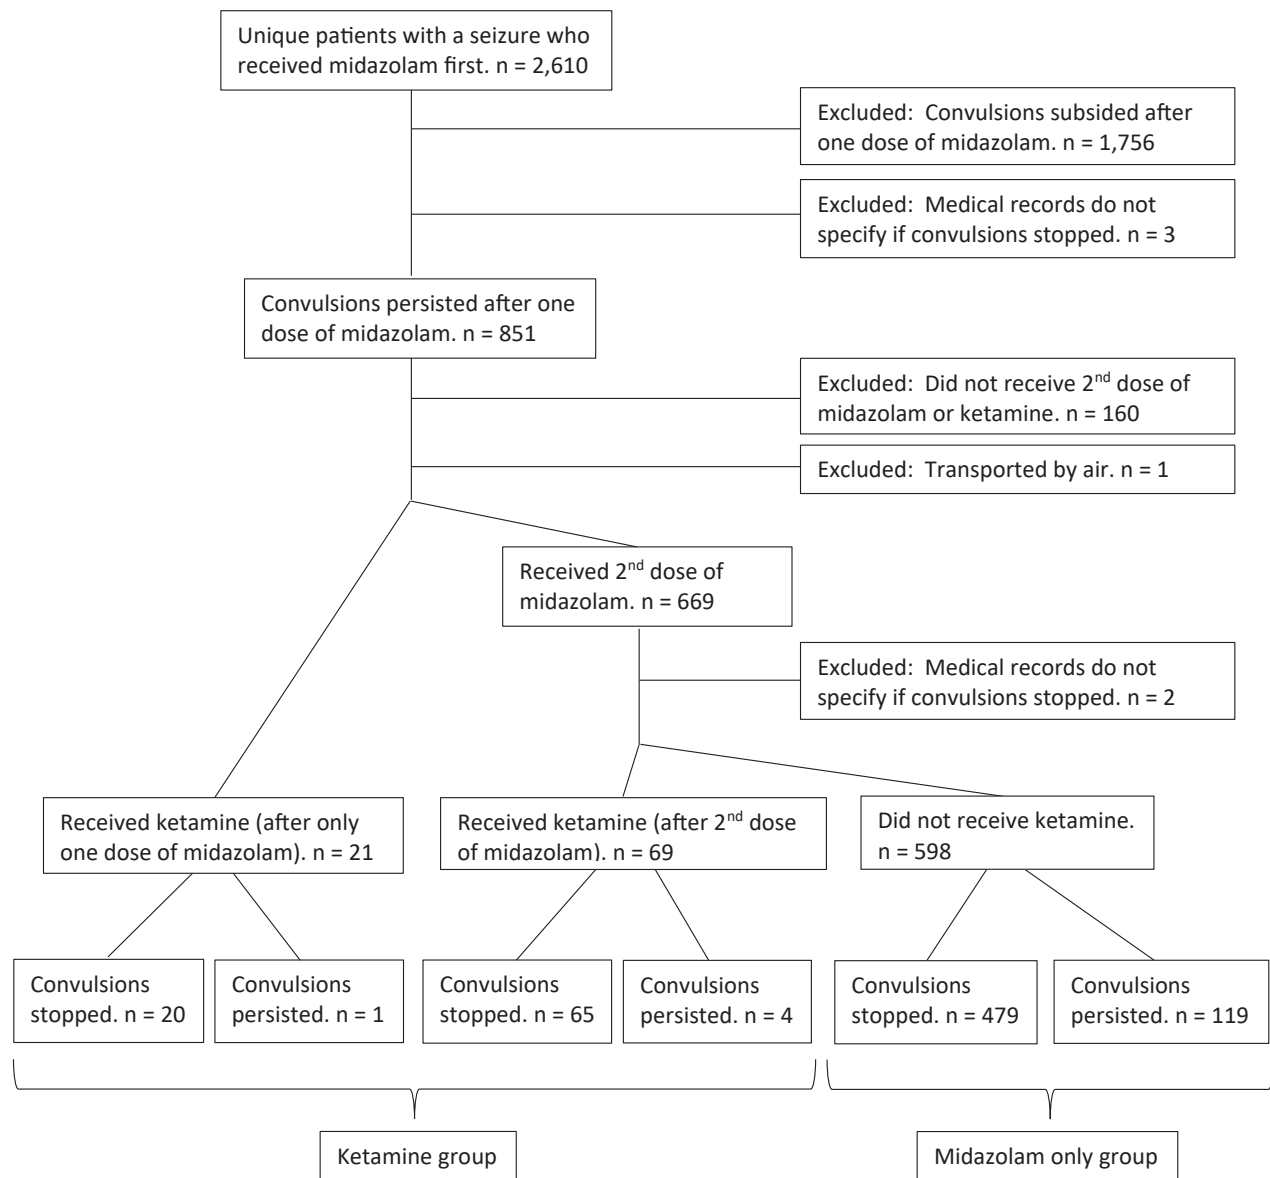 Unique patients with a seizure who
received midazolam first. n = 2,610
Excluded:  Convulsions subsided after
one dose of midazolam. n = 1,756
Excluded:  Medical records do not
specify if convulsions stopped. n = 3
Convulsions persisted after one
dose of midazolam. n = 851
Excluded:  Did not receive 2nd dose of
midazolam or ketamine. n = 160
Excluded:  Transported by air. n = 1
Received 2nd dose of
midazolam. n = 669
Excluded:  Medical records do not
specify if convulsions stopped. n = 2
Received ketamine (after only
one dose of midazolam). n = 21
Received ketamine (after 2nd dose
of midazolam). n = 69
Did not receive ketamine.
n = 598
Convulsions
stopped. n = 20
Convulsions
persisted. n = 1
Convulsions
stopped. n = 65
Convulsions
persisted. n = 4
Convulsions
stopped. n = 479
Convulsions
persisted. n = 119
Ketamine group
Midazolam only group